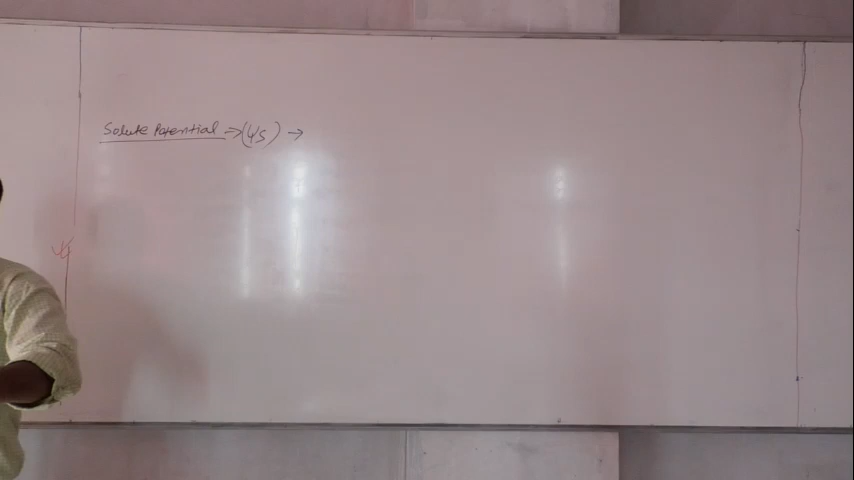 Solute Potential ⇒ (ψs) →